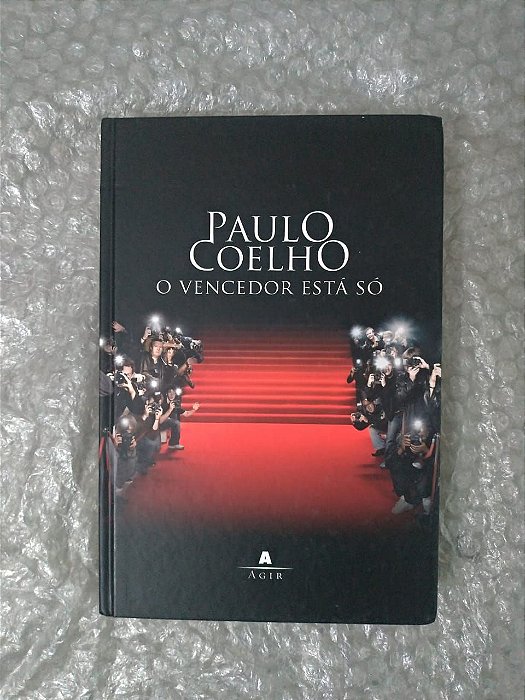 PAULO
COELHO
O VENCEDOR ESTÁ SÓ
A
AGIR